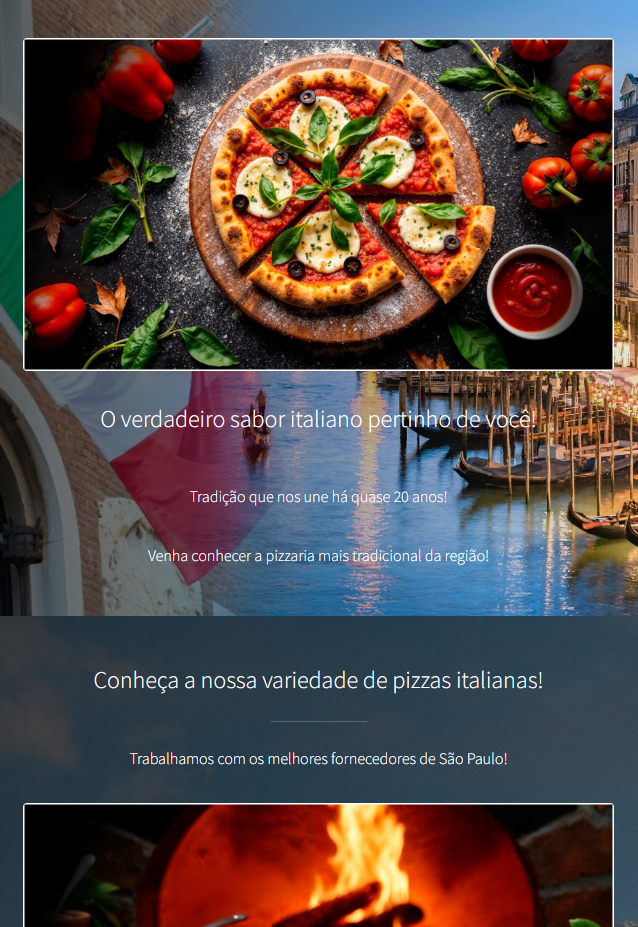 O verdadeiro sabor italiano pertinho de você!
Tradição que nos une há quase 20 anos!
Venha conhecer a pizzaria mais tradicional da região!
Conheça a nossa variedade de pizzas italianas!
Trabalhamos com os melhores fornecedores de São Paulo!